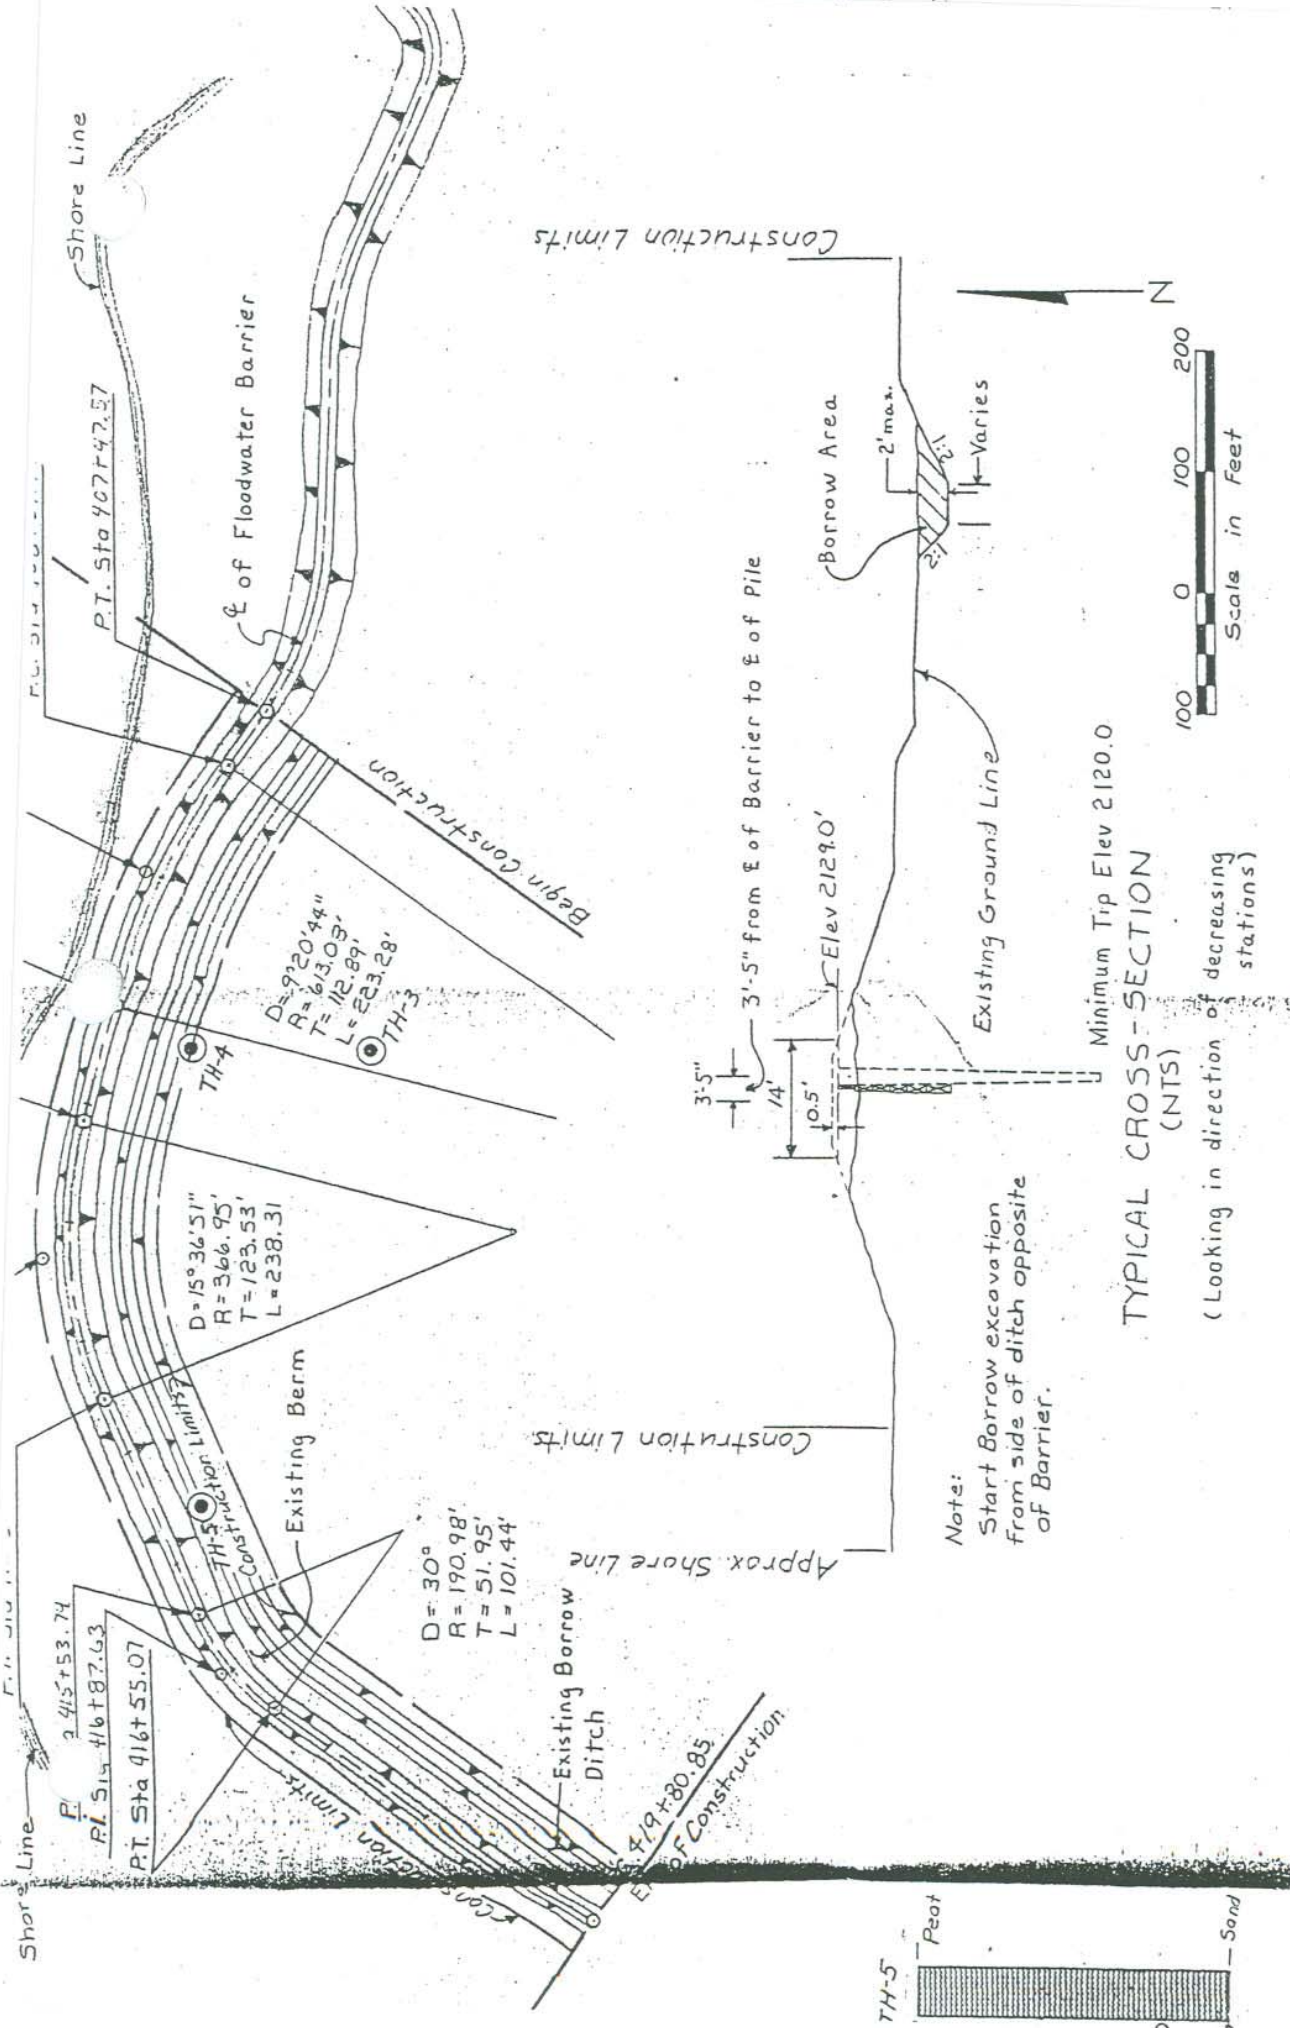 Shore Line
Shore Line
415+53.74
P.I. Sta 416+87.63
P.T. Sta 416+55.07
P.T. Sta 407+47.57
℄ of Floodwater Barrier
Begin Construction
D=9°20'44"
R=613.03'
T=112.89'
L=223.28'
TH-4
TH-3
D=15°36'51"
R=366.95'
T=123.53'
L=238.31
TH-5
Construction Limits
Existing Berm
D=30°
R=190.98'
T=51.95'
L=101.44'
Existing Borrow
Ditch
Construction Limits
419+80.85
of Construction
Approx. Shore Line
Construction Limits
Construction Limits
3'-5" from ℄ of Barrier to ℄ of Pile
3'-5"
14'
0.5'
Elev 2129.0'
Borrow Area
2' max.
2:1
2:1
Varies
Existing Ground Line
Minimum Tip Elev 2120.0
Note:
Start Borrow excavation
from side of ditch opposite
of Barrier.
TYPICAL CROSS-SECTION
(NTS)
(Looking in direction of decreasing
stations)
N
100 0 100 200
Scale in Feet
TH-5
Peat
Sand